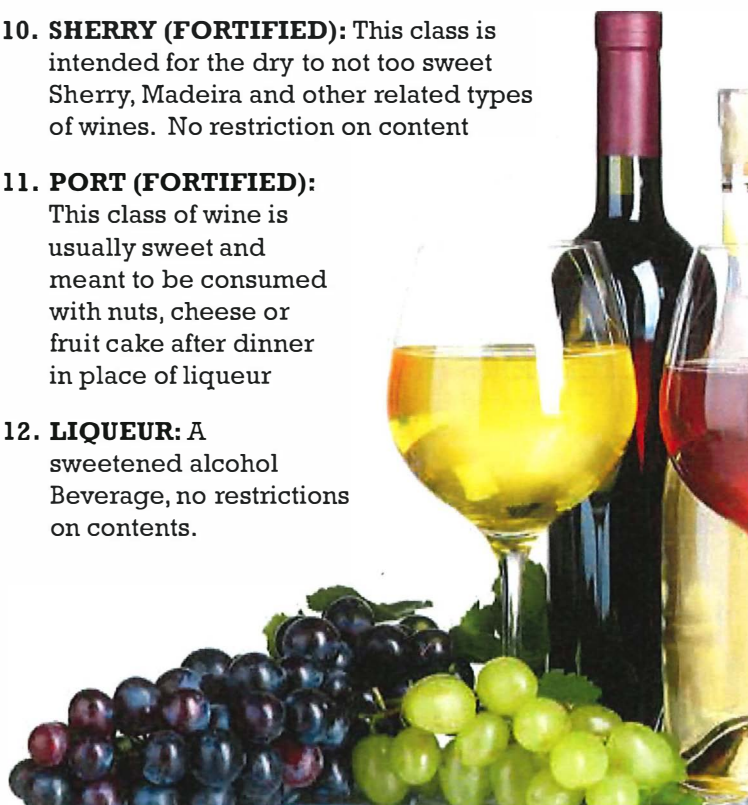 10. SHERRY (FORTIFIED): This class is
intended for the dry to not too sweet
Sherry, Madeira and other related types
of wines. No restriction on content
11. PORT (FORTIFIED):
This class of wine is
usually sweet and
meant to be consumed
with nuts, cheese or
fruit cake after dinner
in place of liqueur
12. LIQUEUR: A
sweetened alcohol
Beverage, no restrictions
on contents.